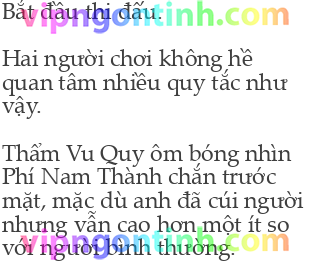 Bắt đầu thi đấu.
vipngontinh.com
Hai người chơi không hề
quan tâm nhiều quy tắc như
vậy.
Thẩm Vu Quy ôm bóng nhìn
Phí Nam Thành chắn trước
mặt, mặc dù anh đã cúi người
nhưng vẫn cao hơn một ít so
với người bình thường.
vipngontinh.com